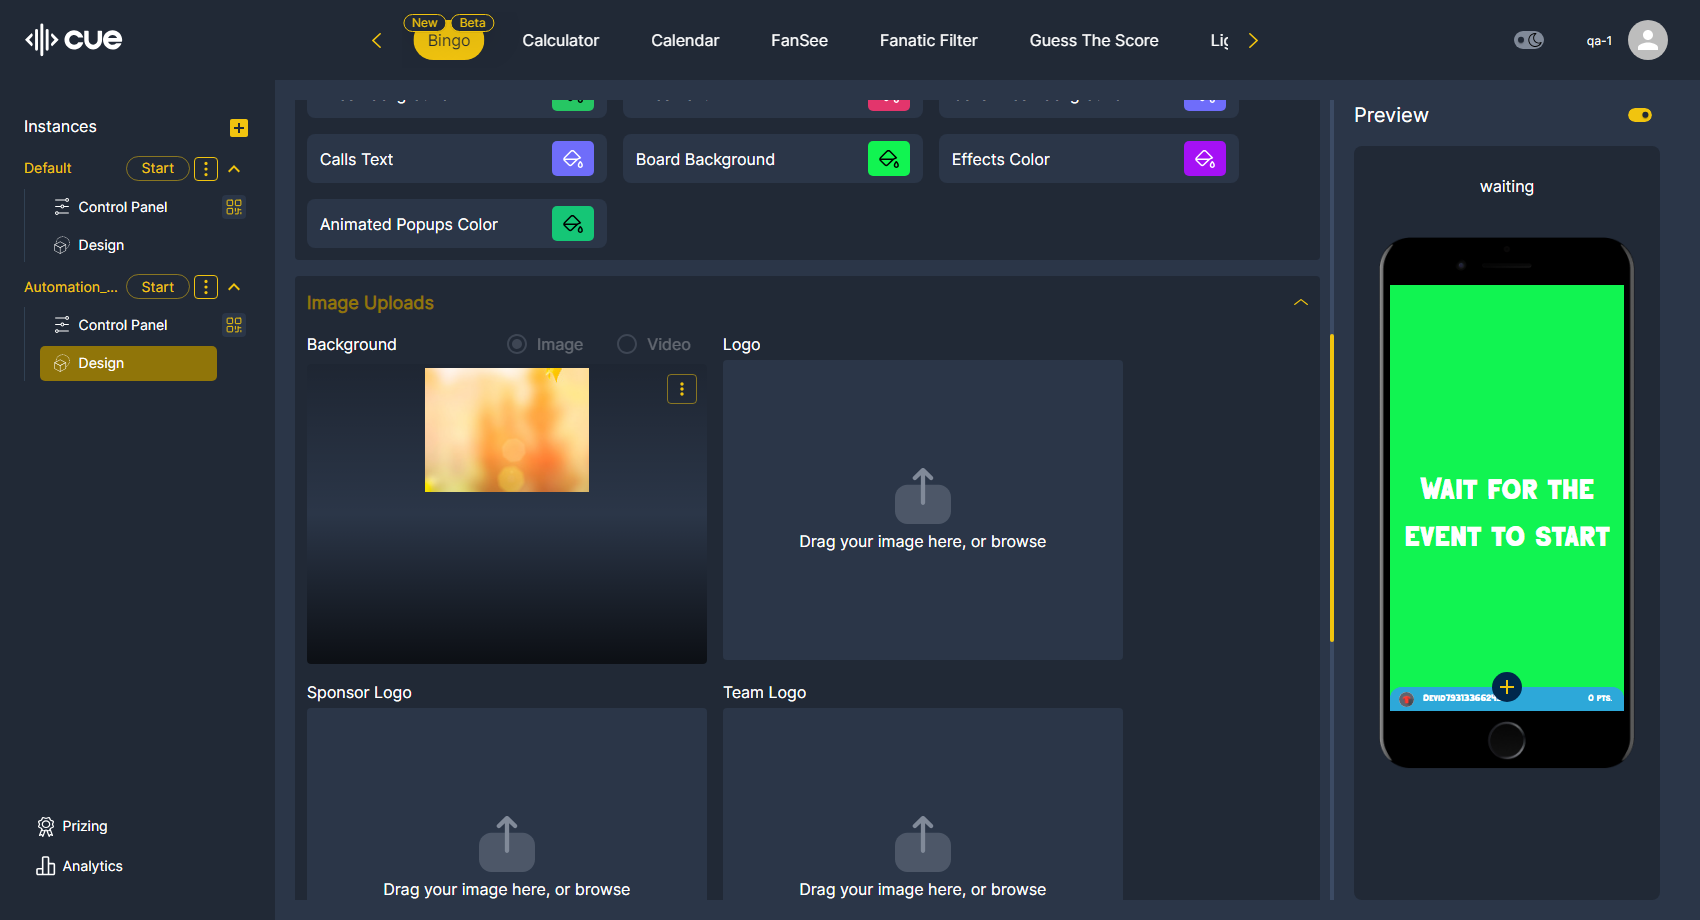 cue
New
Beta
Bingo
Calculator
Calendar
FanSee
Fanatic Filter
Guess The Score
qa-1
Instances
Default
Start
Control Panel
Design
Automation_...
Start
Control Panel
Design
Prizing
Analytics
Calls Text
Board Background
Effects Color
Animated Popups Color
Image Uploads
Background
Image
Video
Logo
Drag your image here, or browse
Sponsor Logo
Team Logo
Drag your image here, or browse
Drag your image here, or browse
Preview
waiting
Wait for the
event to start
0 pts.